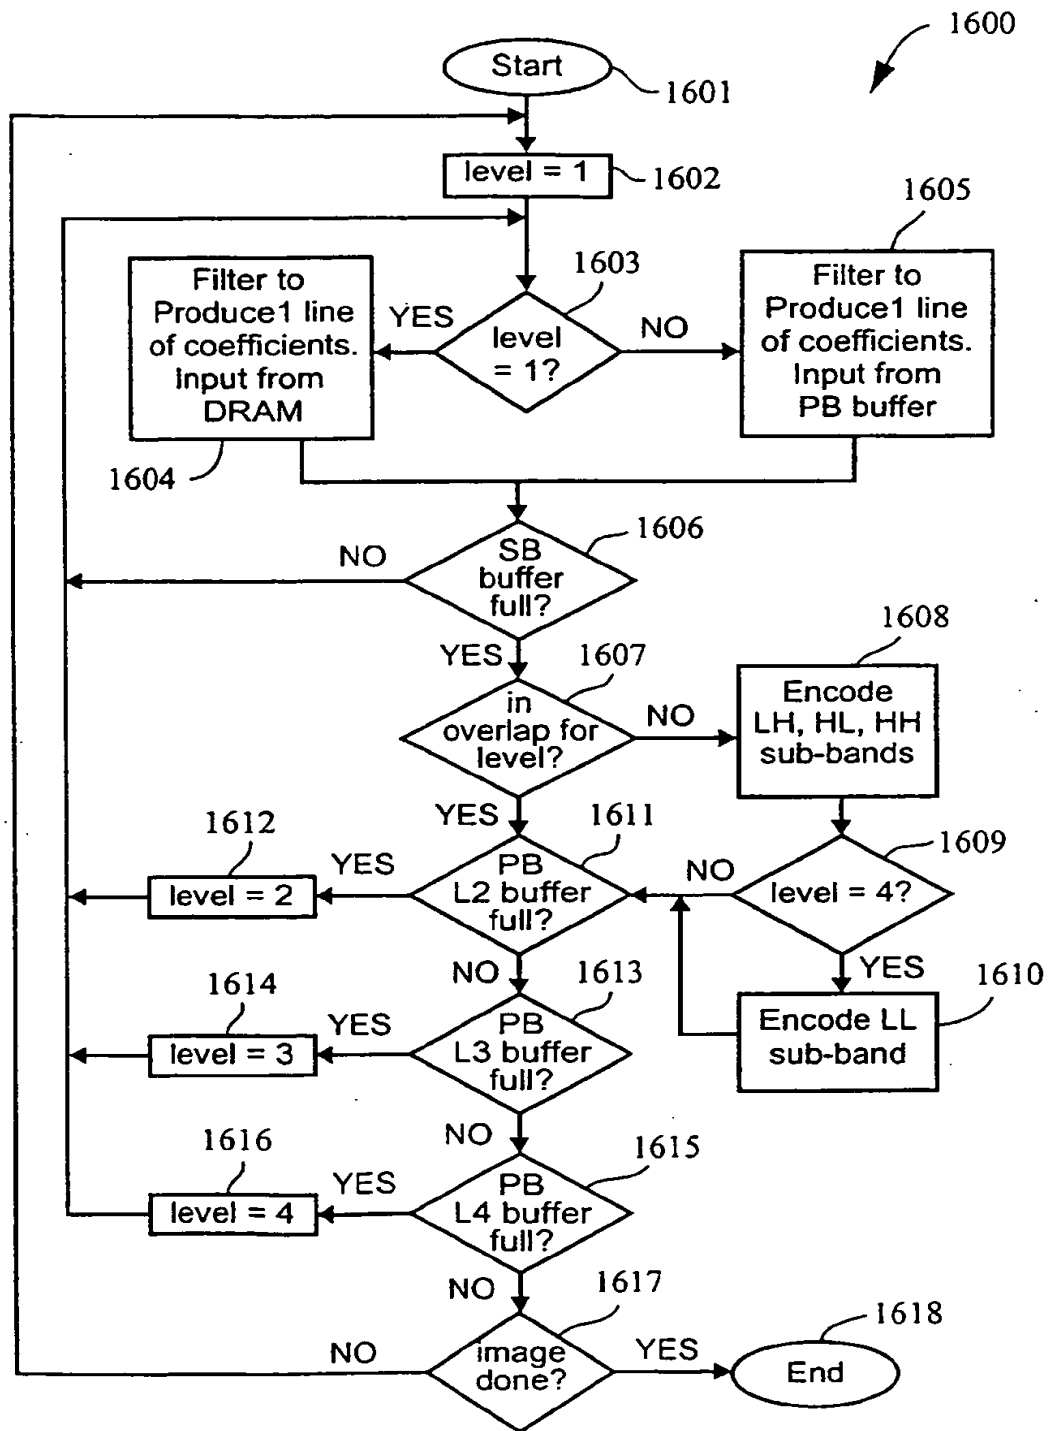 1600
Start
1601
level = 1
1602
1605
Filter to
Produce1 line
of coefficients.
Input from
DRAM
1604
YES
1603
level
= 1?
NO
Filter to
Produce1 line
of coefficients.
Input from
PB buffer
1606
NO
SB
buffer
full?
YES
1607
in
overlap for
level?
NO
1608
Encode
LH, HL, HH
sub-bands
YES
1609
level = 4?
NO
YES
1610
Encode LL
sub-band
1611
PB
L2 buffer
full?
YES
1612
level = 2
NO
1613
PB
L3 buffer
full?
YES
1614
level = 3
NO
1615
PB
L4 buffer
full?
YES
1616
level = 4
NO
1617
image
done?
NO
YES
1618
End